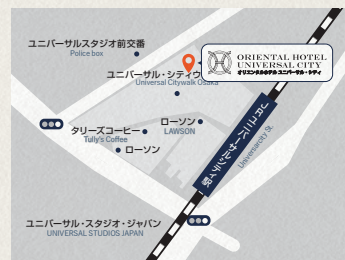 ユニバーサルスタジオ前交番
Police box
ORIENTAL HOTEL
UNIVERSAL CITY
オリエンタルホテル ユニバーサル・シティ
ユニバーサル・シティウ
Universal Citywalk Osaka
タリーズコーヒー
Tully's Coffee
ローソン
LAWSON
ローソン
JRユニバーサルシティ駅
Universalcity St.
ユニバーサル・スタジオ・ジャパン
UNIVERSAL STUDIOS JAPAN